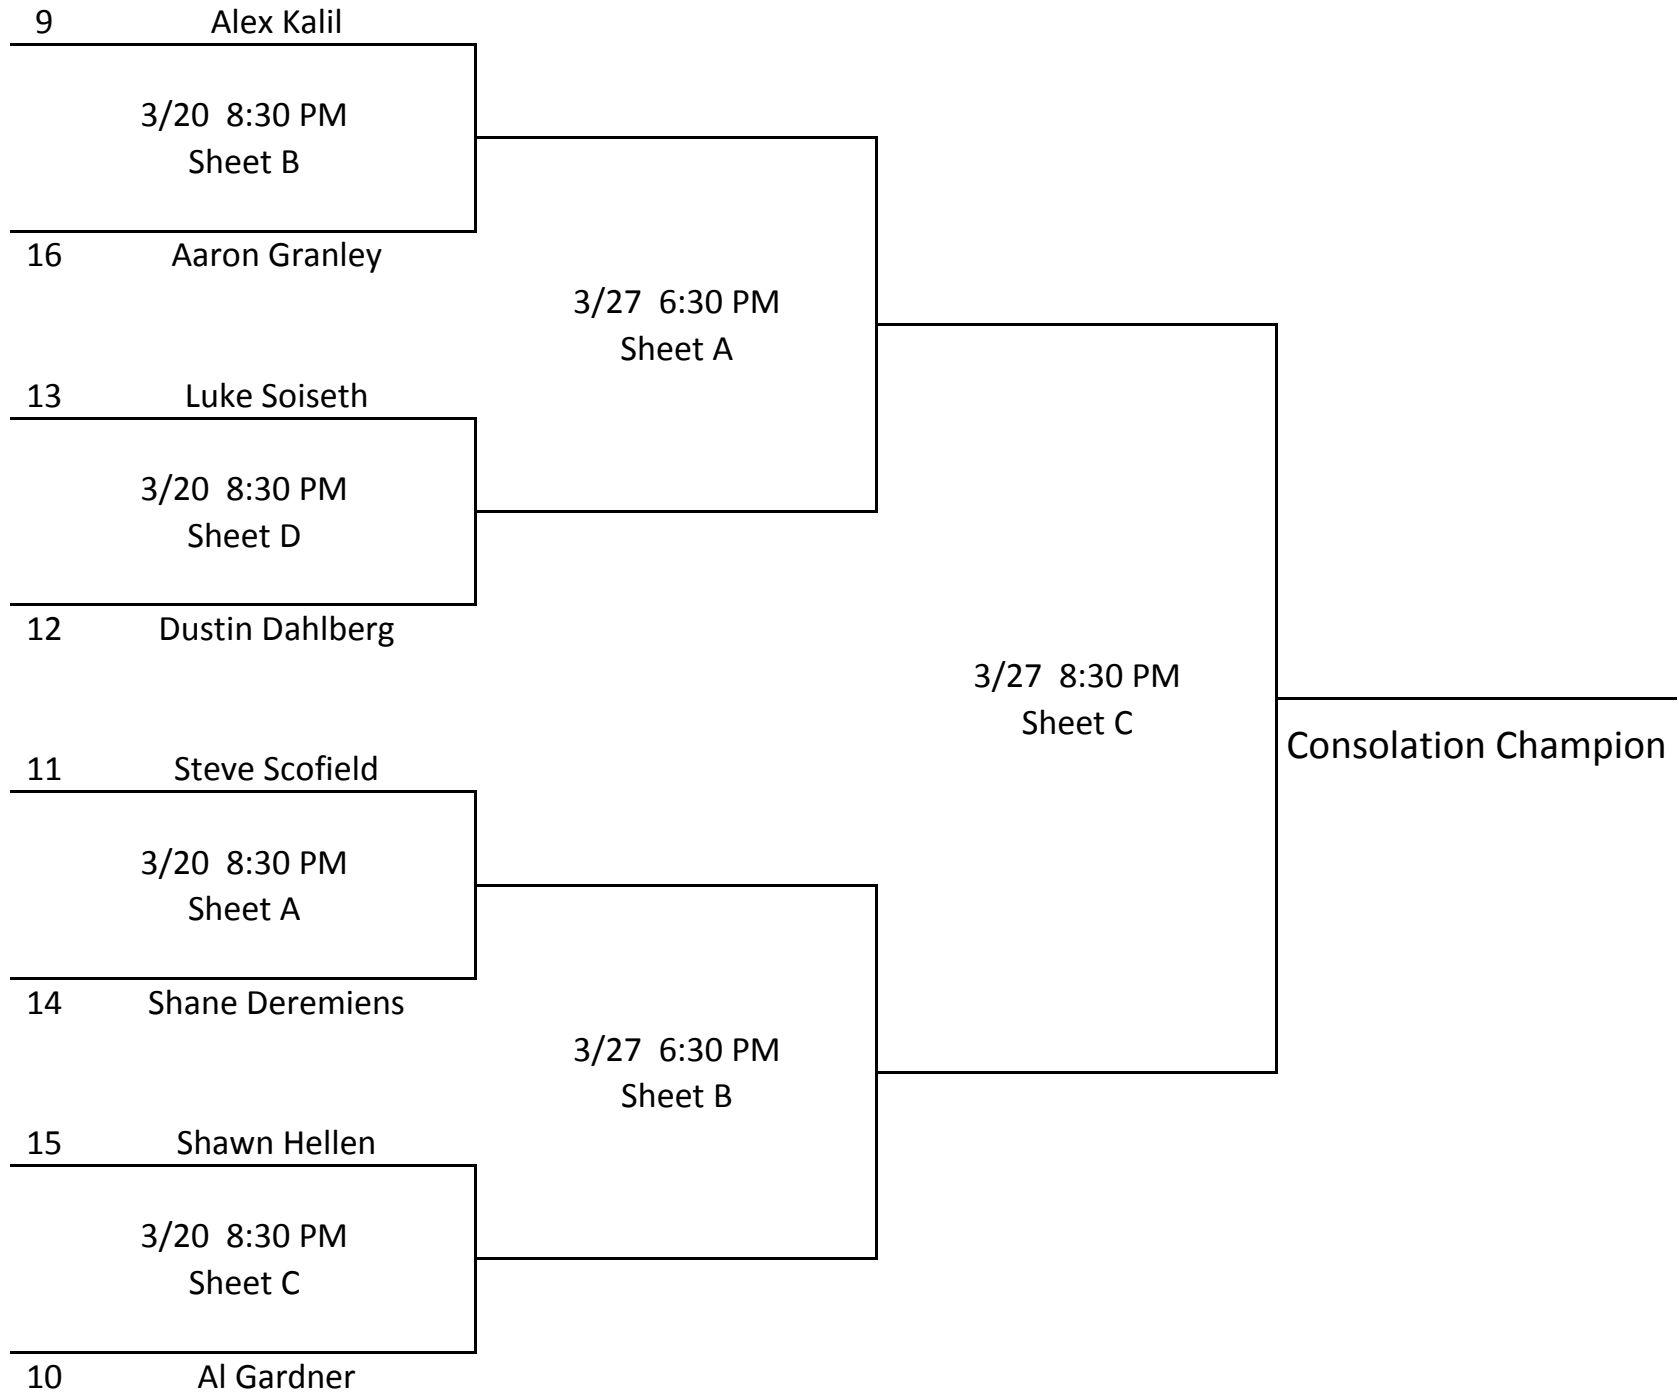 9 Alex Kalil
3/20 8:30 PM
Sheet B
16 Aaron Granley
3/27 6:30 PM
Sheet A
13 Luke Soiseth
3/20 8:30 PM
Sheet D
12 Dustin Dahlberg
3/27 8:30 PM
Sheet C
Consolation Champion
11 Steve Scofield
3/20 8:30 PM
Sheet A
14 Shane Deremiens
3/27 6:30 PM
Sheet B
15 Shawn Hellen
3/20 8:30 PM
Sheet C
10 Al Gardner